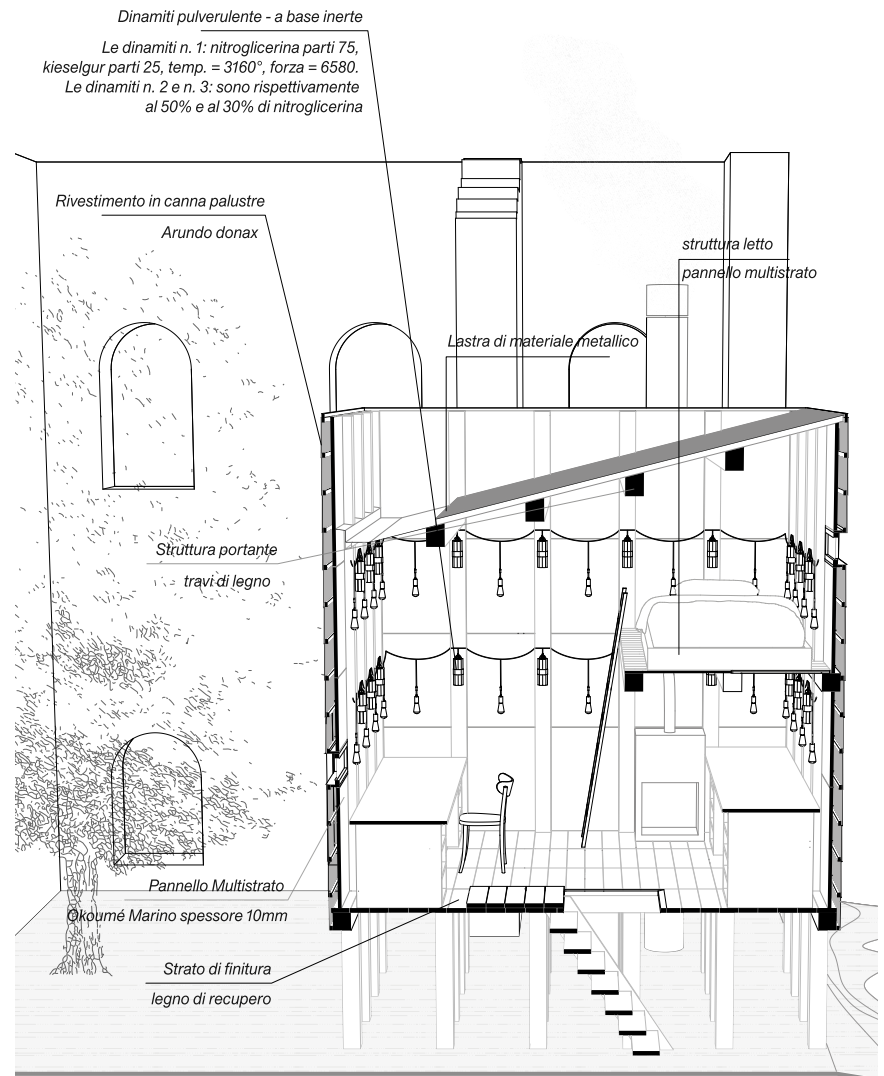 Dinamiti pulverulente - a base inerte
Le dinamiti n. 1: nitroglicerina parti 75,
kieselgur parti 25, temp. = 3160°, forza = 6580.
Le dinamiti n. 2 e n. 3: sono rispettivamente
al 50% e al 30% di nitroglicerina
Rivestimento in canna palustre
Arundo donax
struttura letto
pannello multistrato
Lastra di materiale metallico
Struttura portante
travi di legno
Pannello Multistrato
Okoumé Marino spessore 10mm
Strato di finitura
legno di recupero